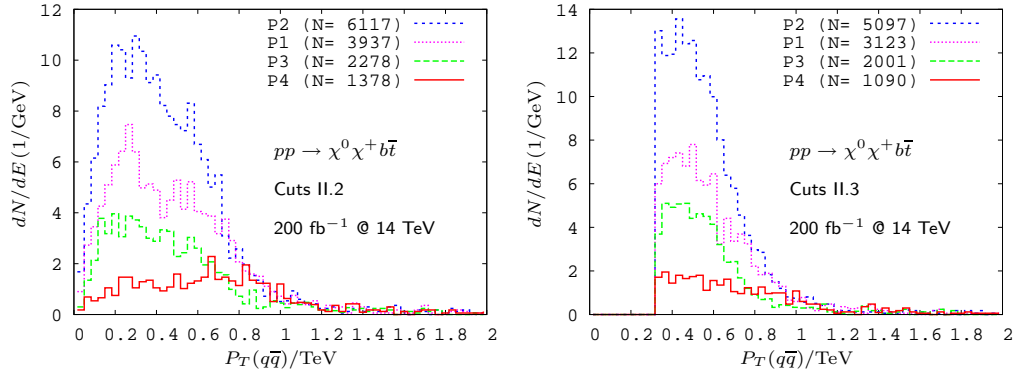 P2 (N= 6117)
P1 (N= 3937)
P3 (N= 2278)
P4 (N= 1378)
pp → χ⁰χ⁺bt̅
Cuts II.2
200 fb⁻¹ @ 14 TeV
dN/dE (1/GeV)
12
10
8
6
4
2
0
0 0.2 0.4 0.6 0.8 1 1.2 1.4 1.6 1.8 2
P_T(qq̅)/TeV
P2 (N= 5097)
P1 (N= 3123)
P3 (N= 2001)
P4 (N= 1090)
pp → χ⁰χ⁺bt̅
Cuts II.3
200 fb⁻¹ @ 14 TeV
dN/dE (1/GeV)
14
12
10
8
6
4
2
0
0 0.2 0.4 0.6 0.8 1 1.2 1.4 1.6 1.8 2
P_T(qq̅)/TeV